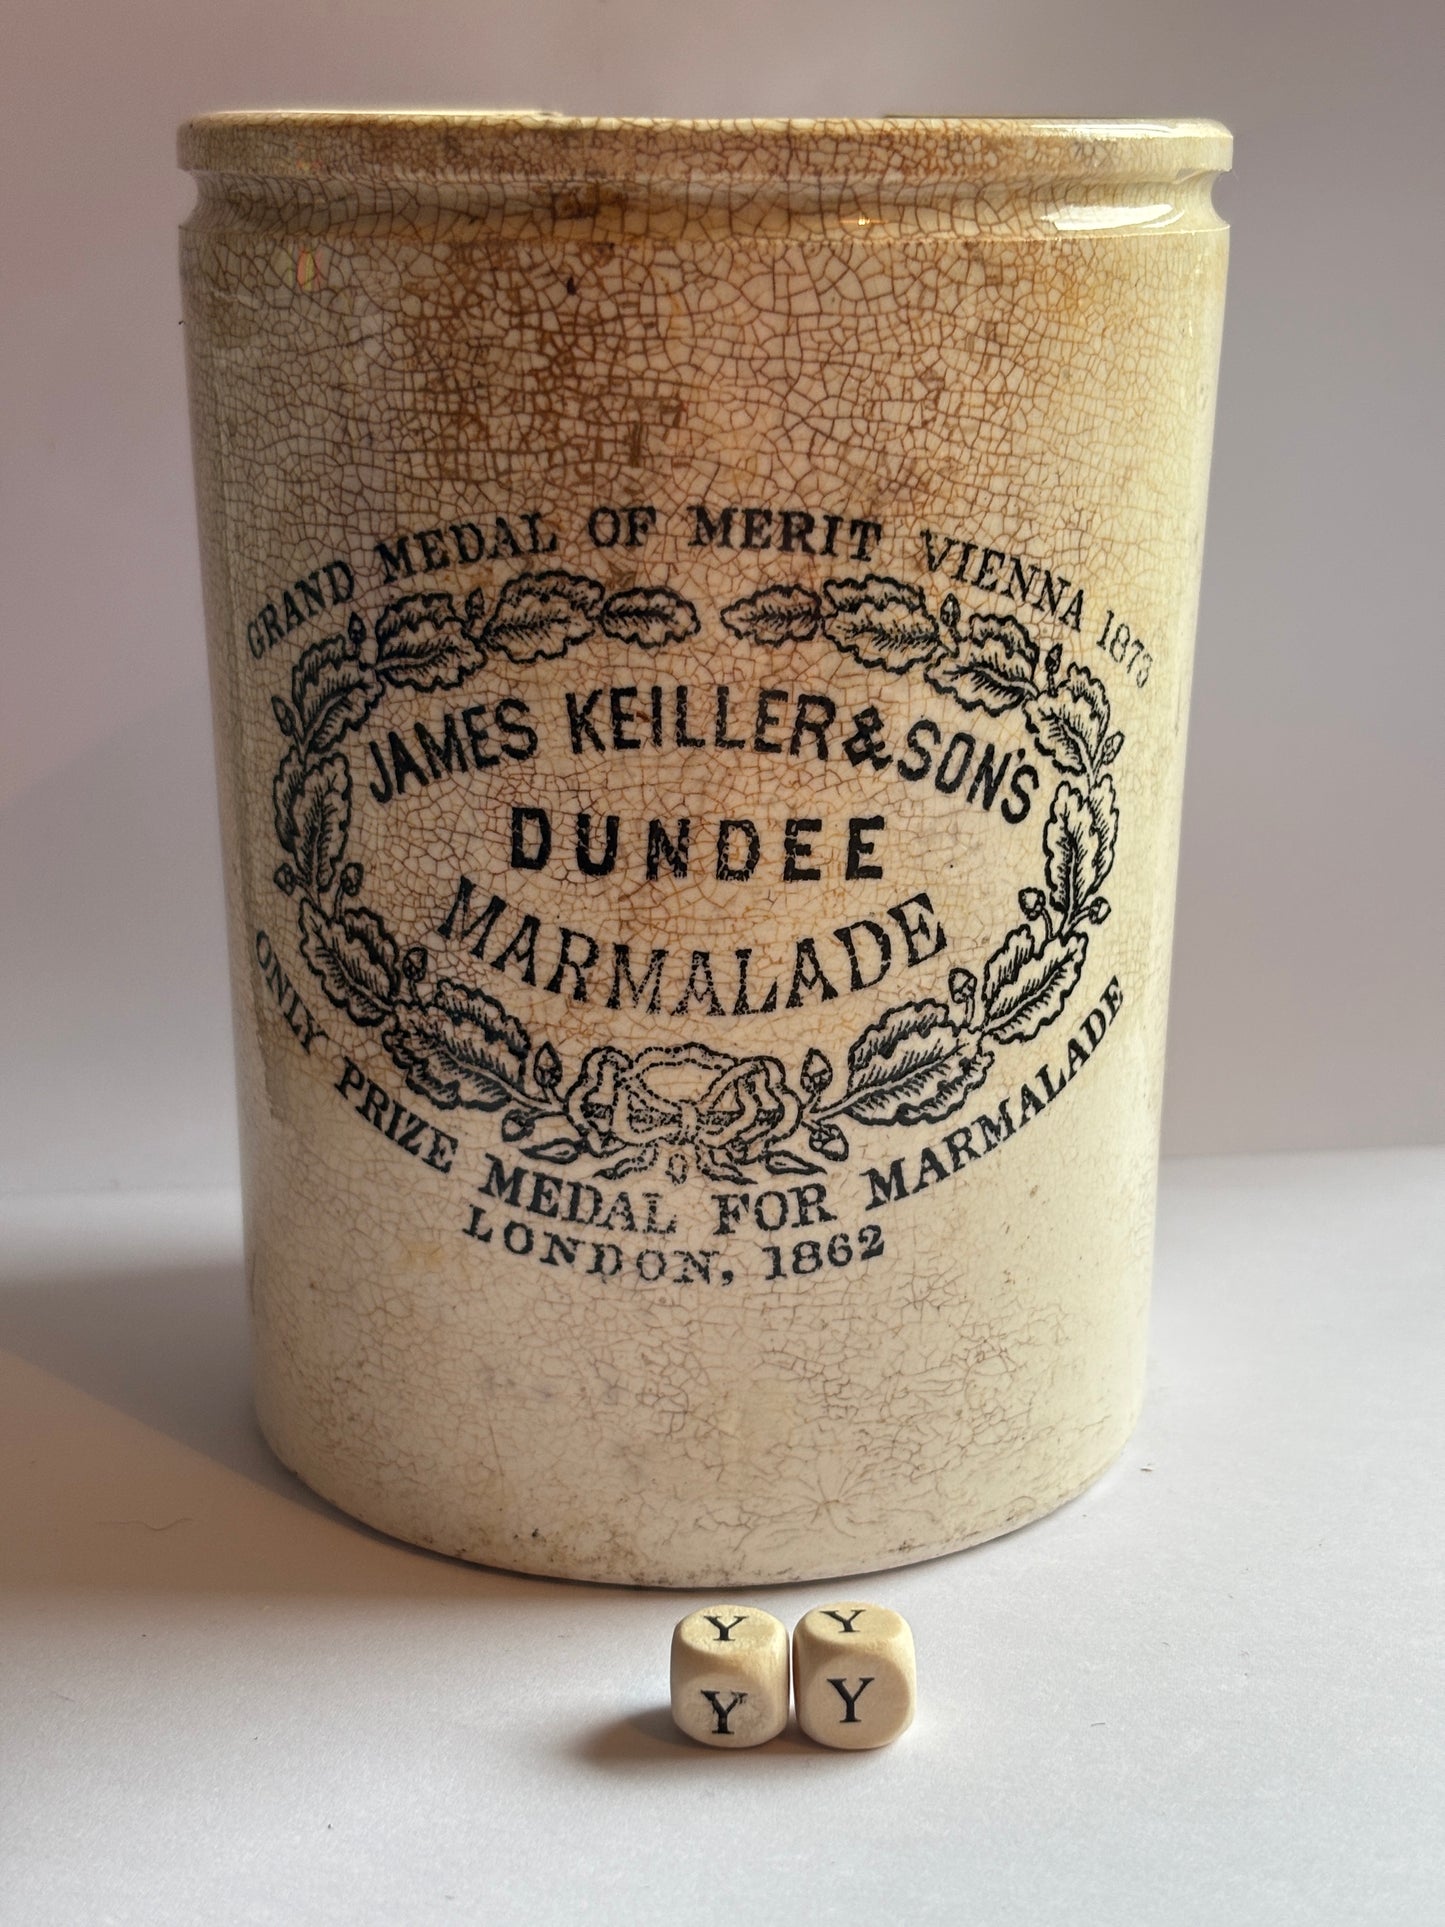 GRAND MEDAL OF MERIT VIENNA 1873
JAMES KEILLER & SON'S
DUNDEE
MARMALADE
ONLY PRIZE MEDAL FOR MARMALADE
LONDON, 1862
Y Y
Y Y